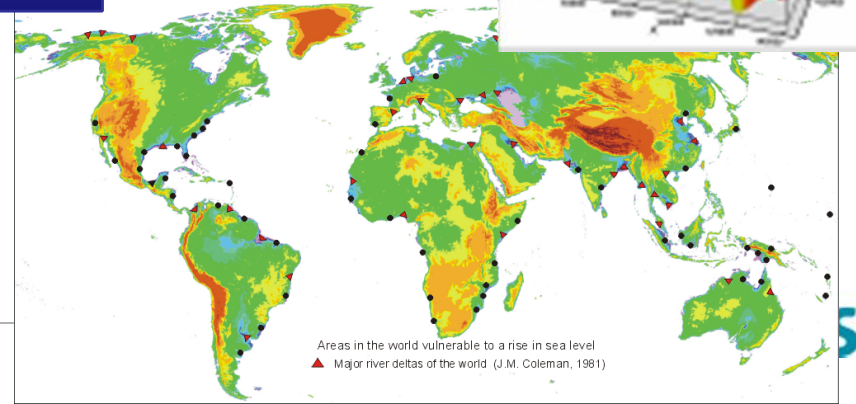 Areas in the world vulnerable to a rise in sea level
Major river deltas of the world (J.M. Coleman, 1981)
S